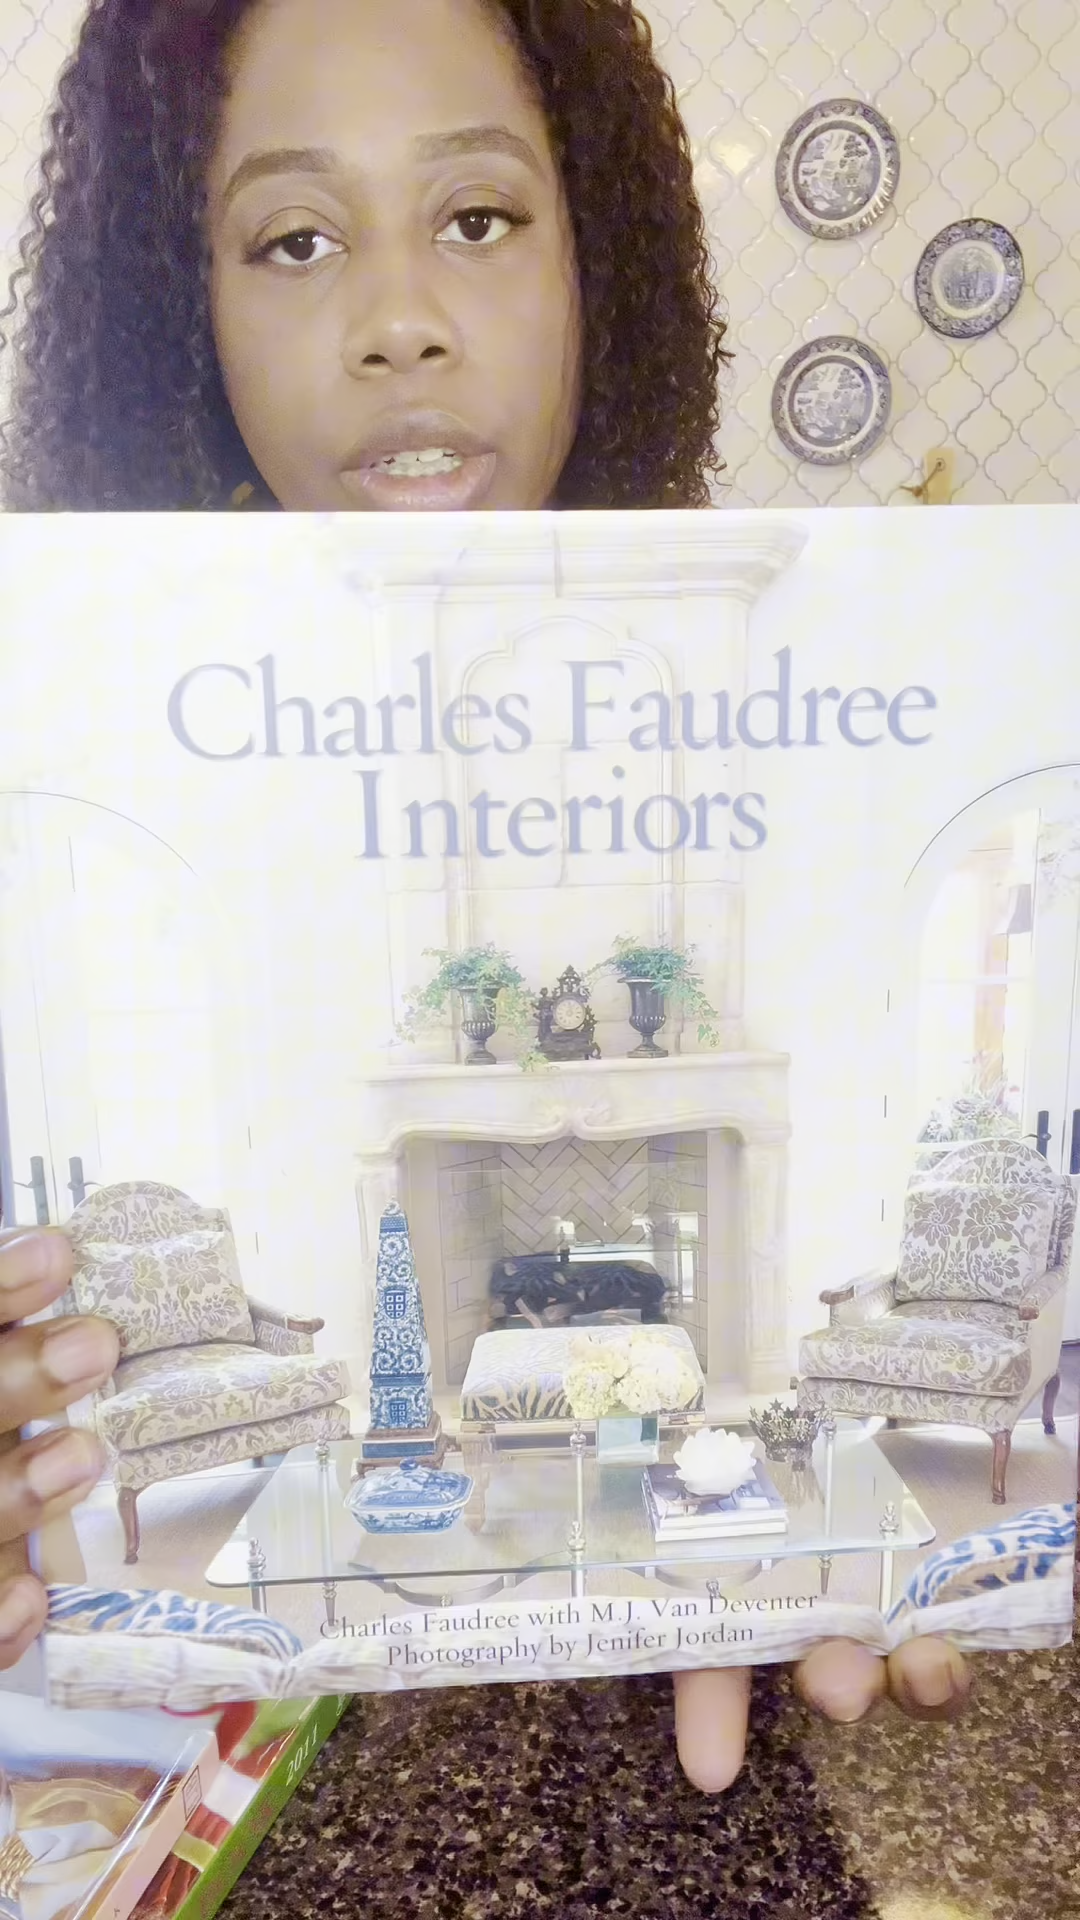 Charles Faudree
Interiors
Charles Faudree with M.J. Van Deventer
Photography by Jenifer Jordan
2011